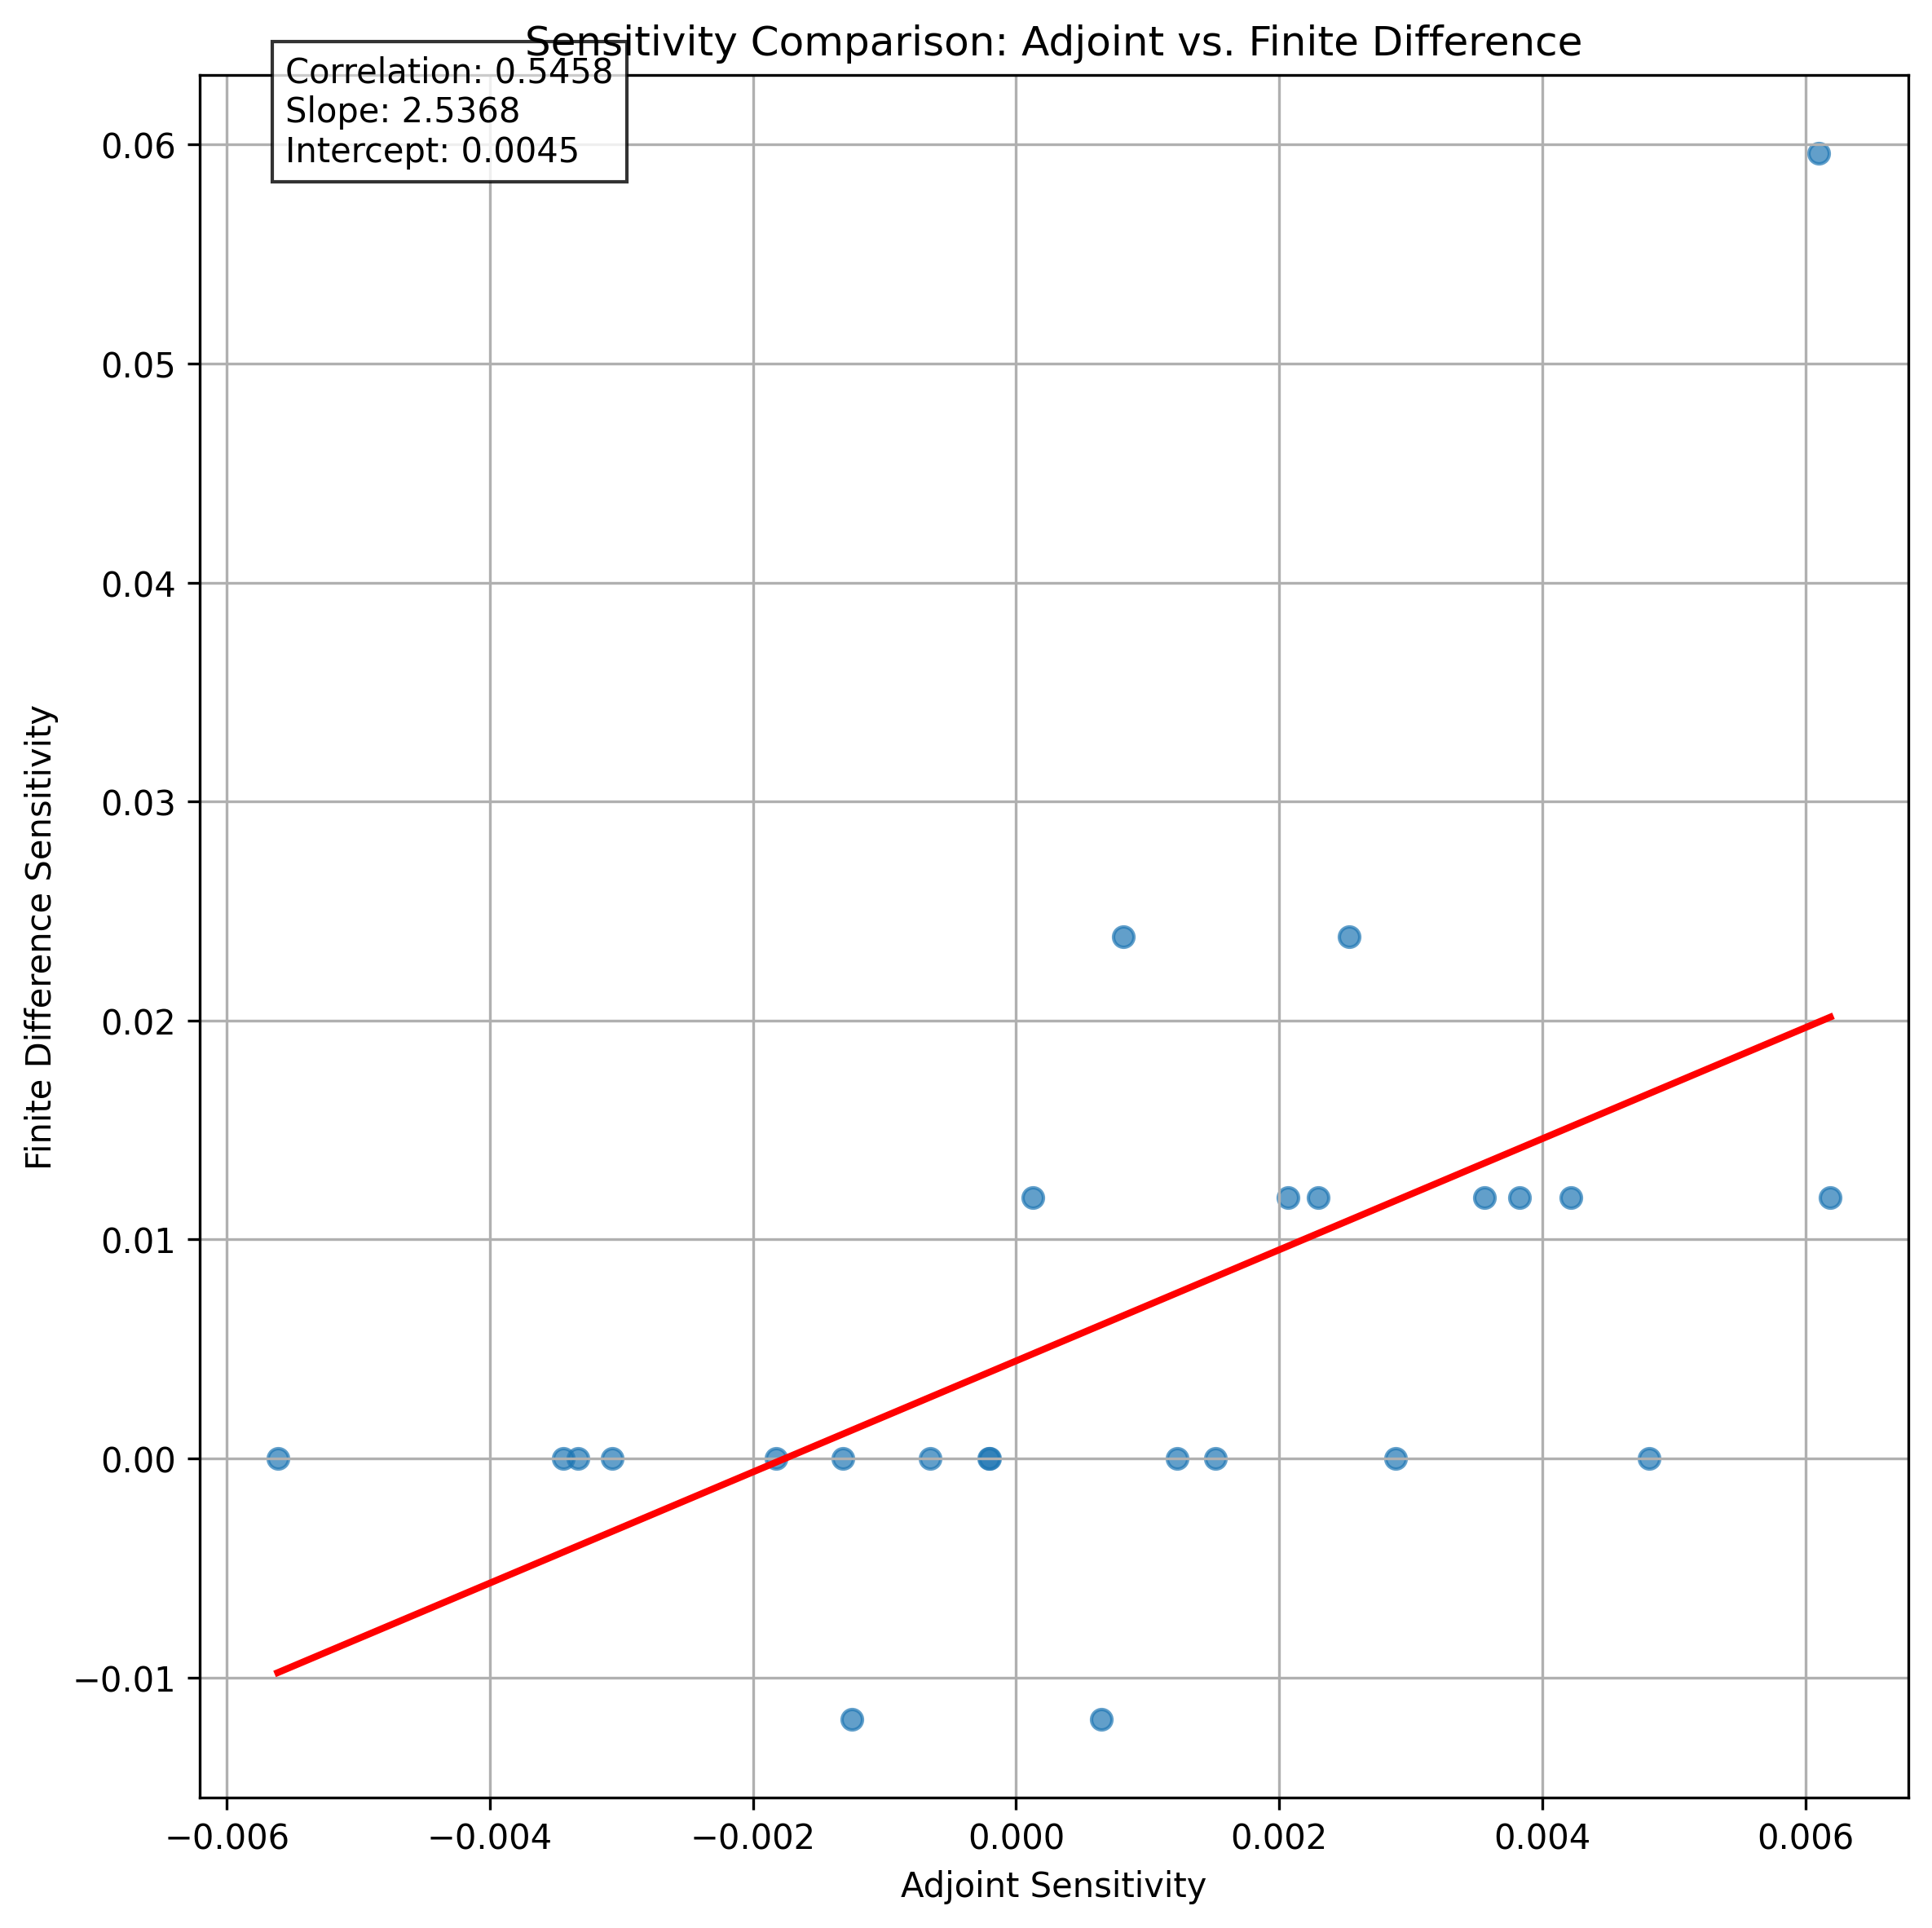 Sensitivity Comparison: Adjoint vs. Finite Difference
Correlation: 0.5458
Slope: 2.5368
Intercept: 0.0045
0.06
0.05
0.04
0.03
0.02
0.01
0.00
−0.01
Finite Difference Sensitivity
−0.006 −0.004 −0.002 0.000 0.002 0.004 0.006
Adjoint Sensitivity